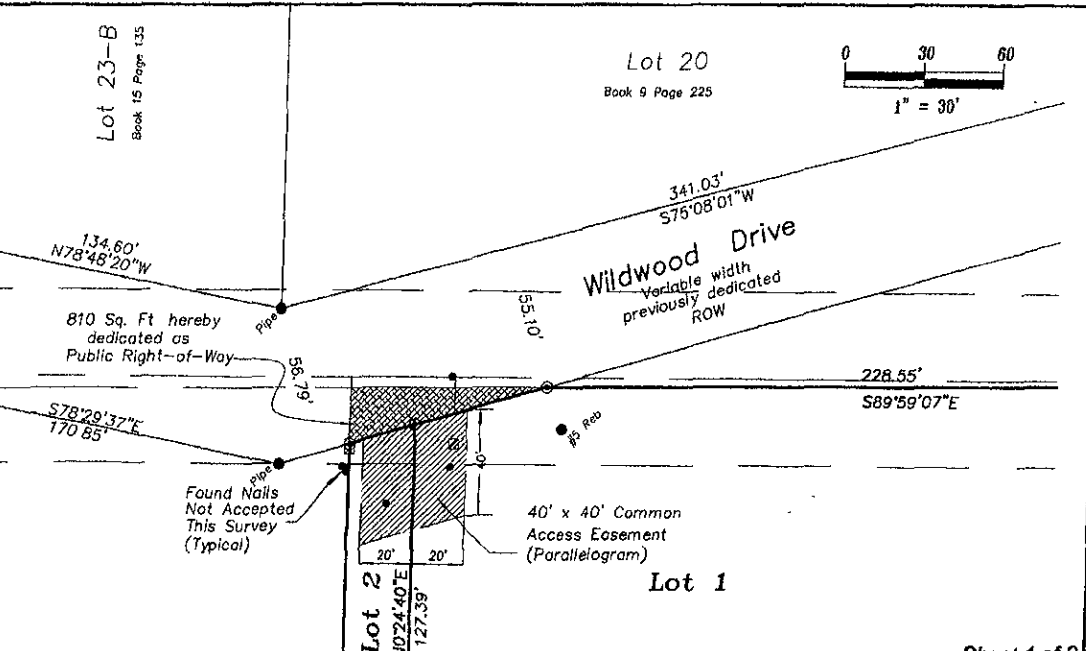 Lot 23-B
Book 15 Page 135
Lot 20
Book 9 Page 225
0 30 60
1" = 30'
341.03'
S75°08'01"W
134.60'
N78°48'20"W
Wildwood Drive
Variable width
previously dedicated
ROW
55.10'
Pipe
810 Sq. Ft hereby
dedicated as
Public Right-of-Way
56.79'
228.55'
S89°59'07"E
S78°29'37"E
170.85'
#5 Reb
Pipe
40'
Found Nails
Not Accepted
This Survey
(Typical)
40' x 40' Common
Access Easement
(Parallelogram)
20' 20'
Lot 1
Lot 2
10°24'40"E
127.39'